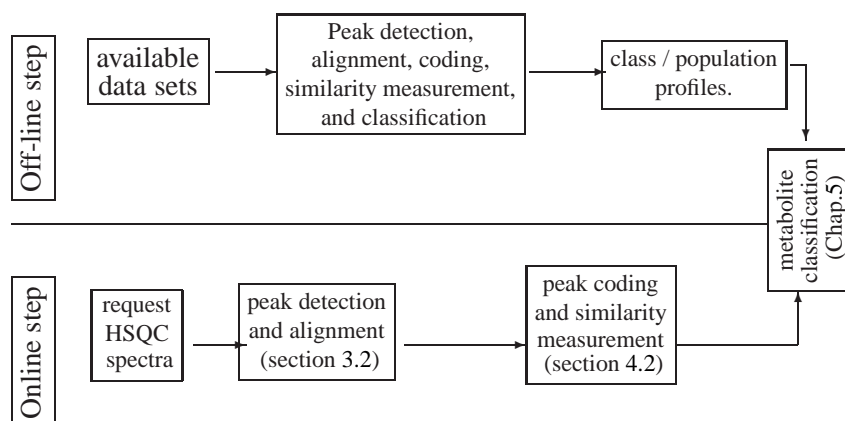 Off-line step
available
data sets
Peak detection,
alignment, coding,
similarity measurement,
and classification
class / population
profiles.
metabolite
classification
(Chap.5)
Online step
request
HSQC
spectra
peak detection
and alignment
(section 3.2)
peak coding
and similarity
measurement
(section 4.2)